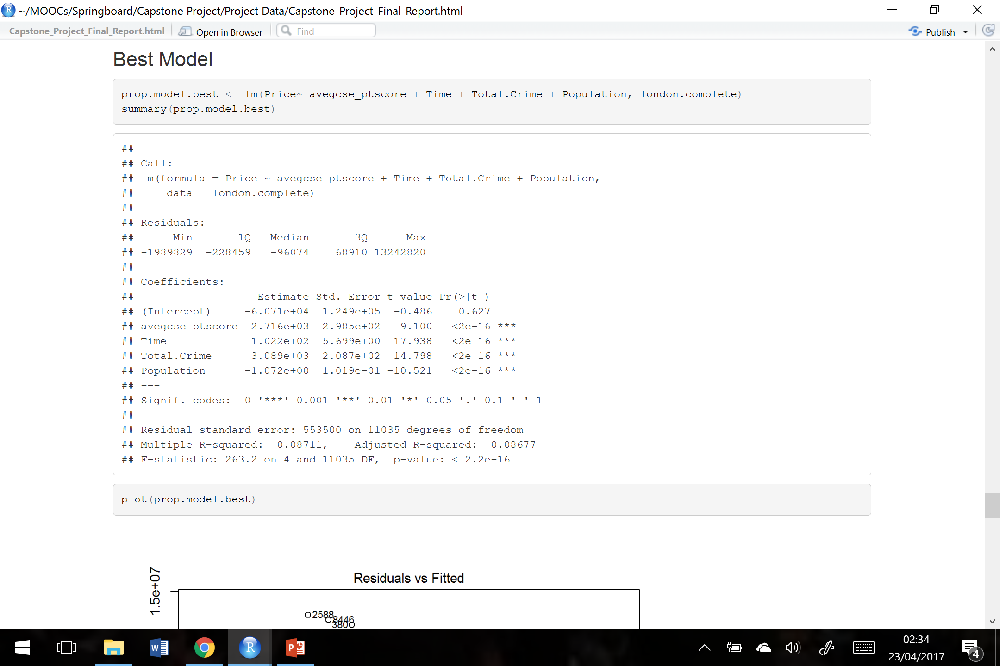 ~/MOOCs/Springboard/Capstone Project/Project Data/Capstone_Project_Final_Report.html
Capstone_Project_Final_Report.html Open in Browser Find Publish
Best Model
prop.model.best <- lm(Price~ avegcse_ptscore + Time + Total.Crime + Population, london.complete)
summary(prop.model.best)
##
## Call:
## lm(formula = Price ~ avegcse_ptscore + Time + Total.Crime + Population,
##     data = london.complete)
##
## Residuals:
##      Min       1Q   Median       3Q      Max
## -1989829  -228459   -96074    68910 13242820
##
## Coefficients:
##                   Estimate Std. Error t value Pr(>|t|)
## (Intercept)     -6.071e+04  1.249e+05  -0.486    0.627
## avegcse_ptscore  2.716e+03  2.985e+02   9.100   <2e-16 ***
## Time            -1.022e+02  5.699e+00 -17.938   <2e-16 ***
## Total.Crime      3.089e+03  2.087e+02  14.798   <2e-16 ***
## Population      -1.072e+00  1.019e-01 -10.521   <2e-16 ***
## ---
## Signif. codes:  0 '***' 0.001 '**' 0.01 '*' 0.05 '.' 0.1 ' ' 1
##
## Residual standard error: 553500 on 11035 degrees of freedom
## Multiple R-squared:  0.08711,    Adjusted R-squared:  0.08677
## F-statistic: 263.2 on 4 and 11035 DF,  p-value: < 2.2e-16
plot(prop.model.best)
Residuals vs Fitted
1.5e+07
2588
8446
3800
02:34
23/04/2017
4